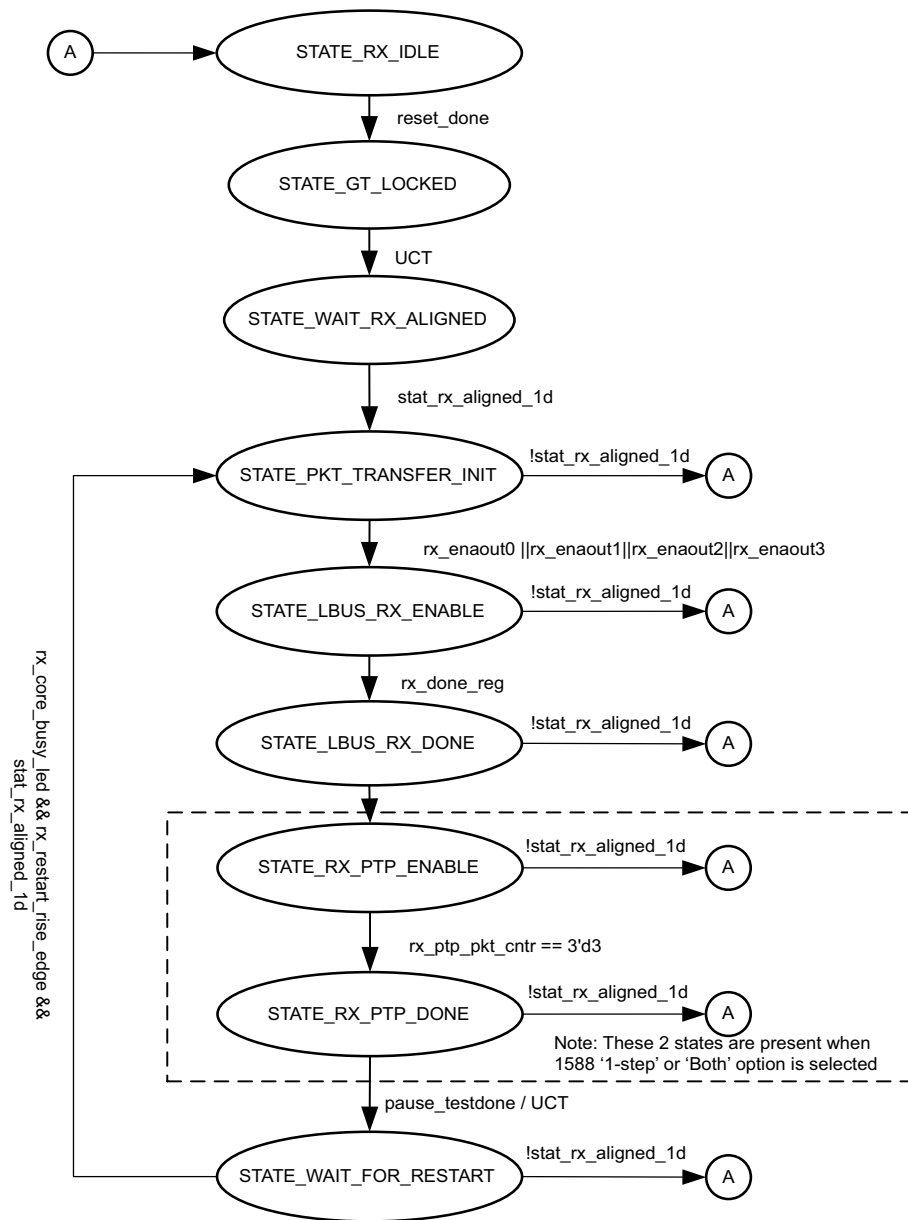 A
STATE_RX_IDLE
reset_done
STATE_GT_LOCKED
UCT
STATE_WAIT_RX_ALIGNED
stat_rx_aligned_1d
STATE_PKT_TRANSFER_INIT
!stat_rx_aligned_1d
A
rx_enaout0 ||rx_enaout1||rx_enaout2||rx_enaout3
STATE_LBUS_RX_ENABLE
!stat_rx_aligned_1d
A
rx_done_reg
STATE_LBUS_RX_DONE
!stat_rx_aligned_1d
A
rx_core_busy_led && rx_restart_rise_edge &&
stat_rx_aligned_1d
STATE_RX_PTP_ENABLE
!stat_rx_aligned_1d
A
rx_ptp_pkt_cntr == 3'd3
STATE_RX_PTP_DONE
!stat_rx_aligned_1d
A
Note: These 2 states are present when
1588 ‘1-step’ or ‘Both’ option is selected
pause_testdone / UCT
STATE_WAIT_FOR_RESTART
!stat_rx_aligned_1d
A